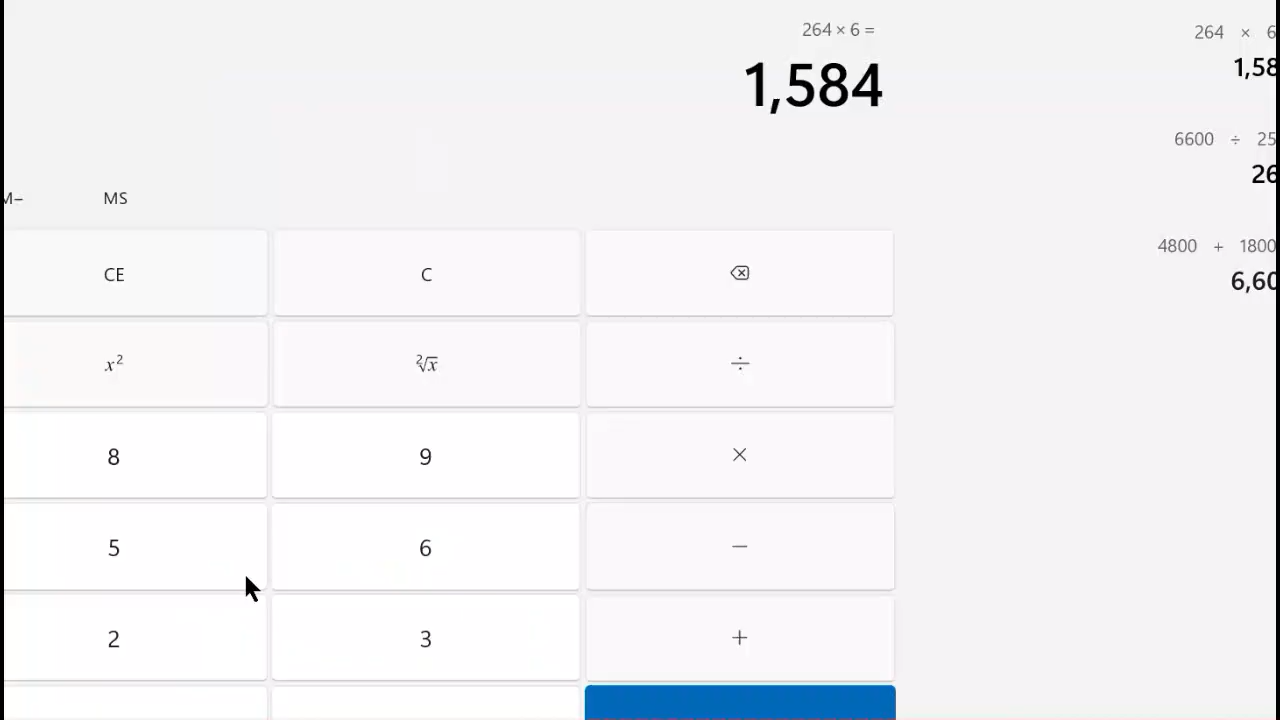 264 × 6 =
1,584
264 × 6
1,58
6600 ÷ 25
26
4800 + 1800
6,60
M− MS
CE C
x² ²√x ÷
8 9 ×
5 6 −
2 3 +